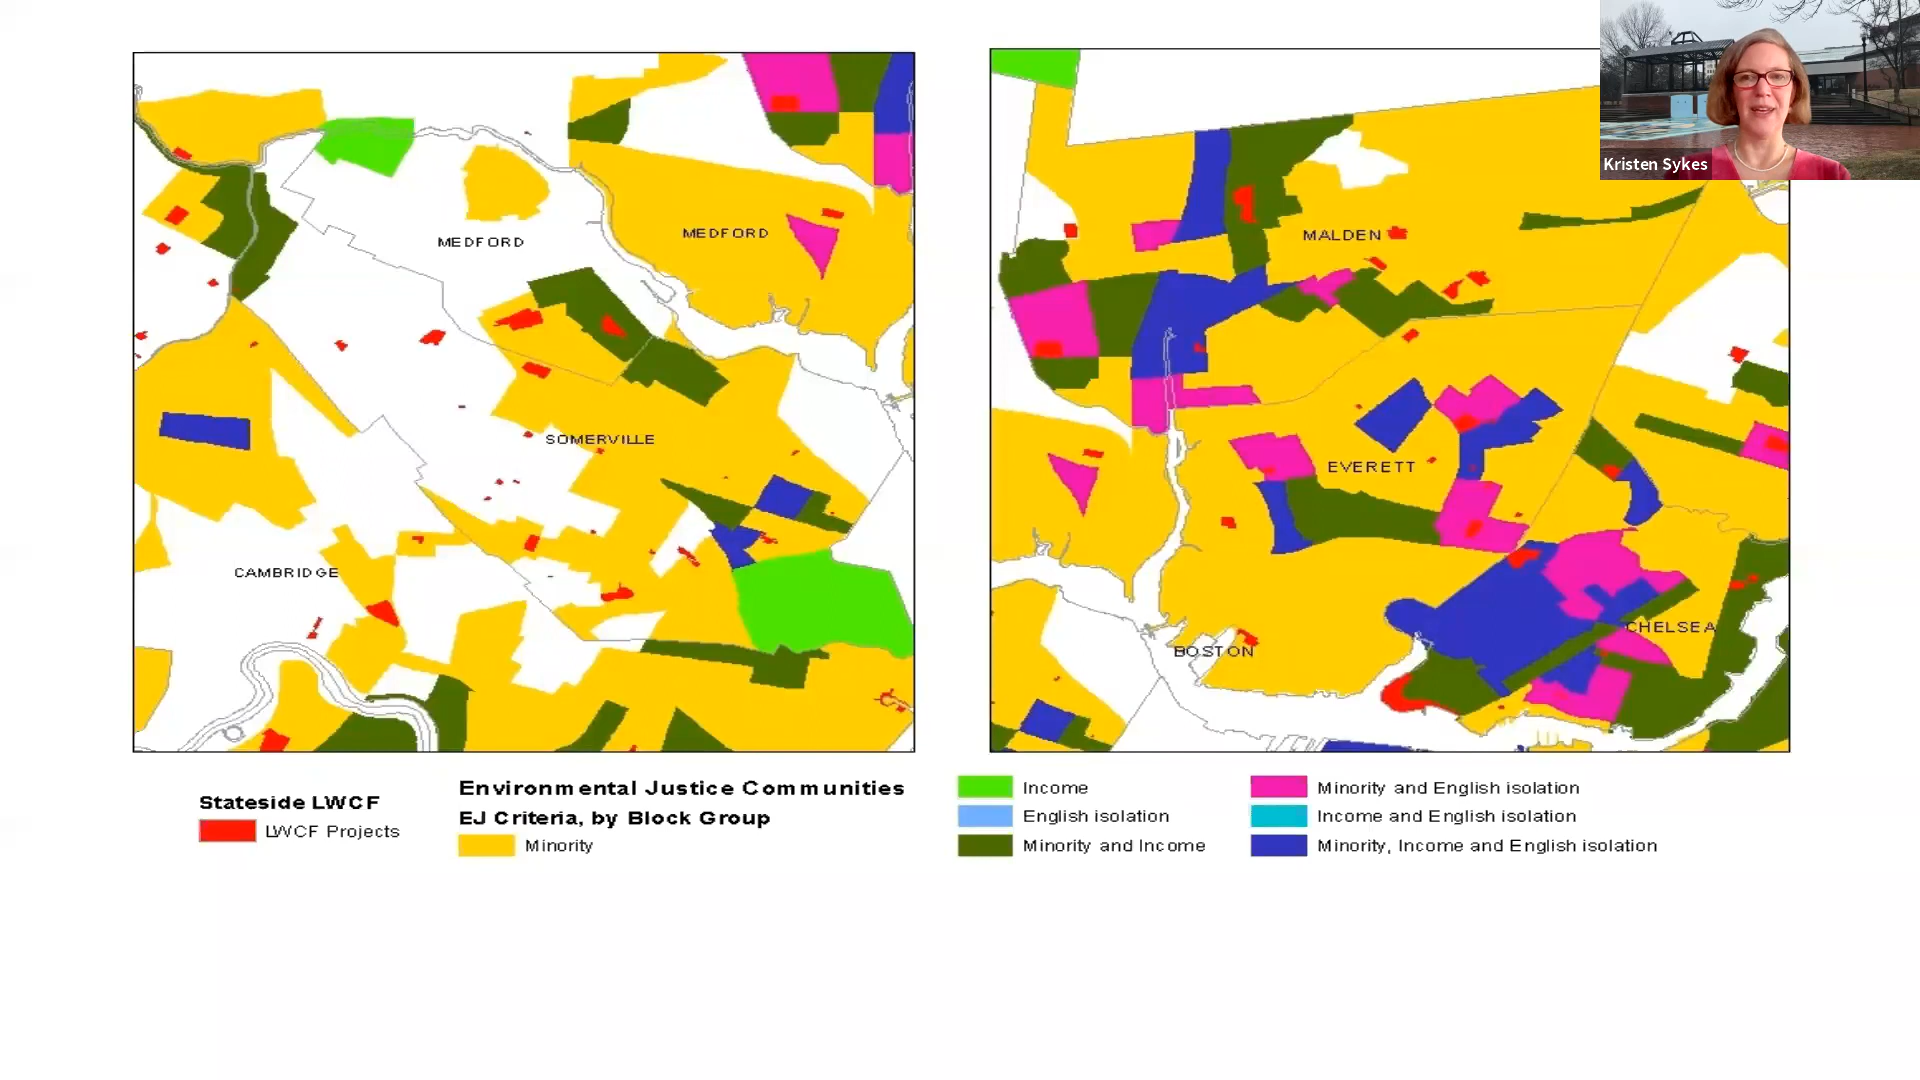 Kristen Sykes
MEDFORD
MEDFORD
SOMERVILLE
CAMBRIDGE
MALDEN
EVERETT
CHELSEA
BOSTON
Stateside LWCF
LWCF Projects
Environmental Justice Communities
EJ Criteria, by Block Group
Minority
Income
English isolation
Minority and Income
Minority and English isolation
Income and English isolation
Minority, Income and English isolation